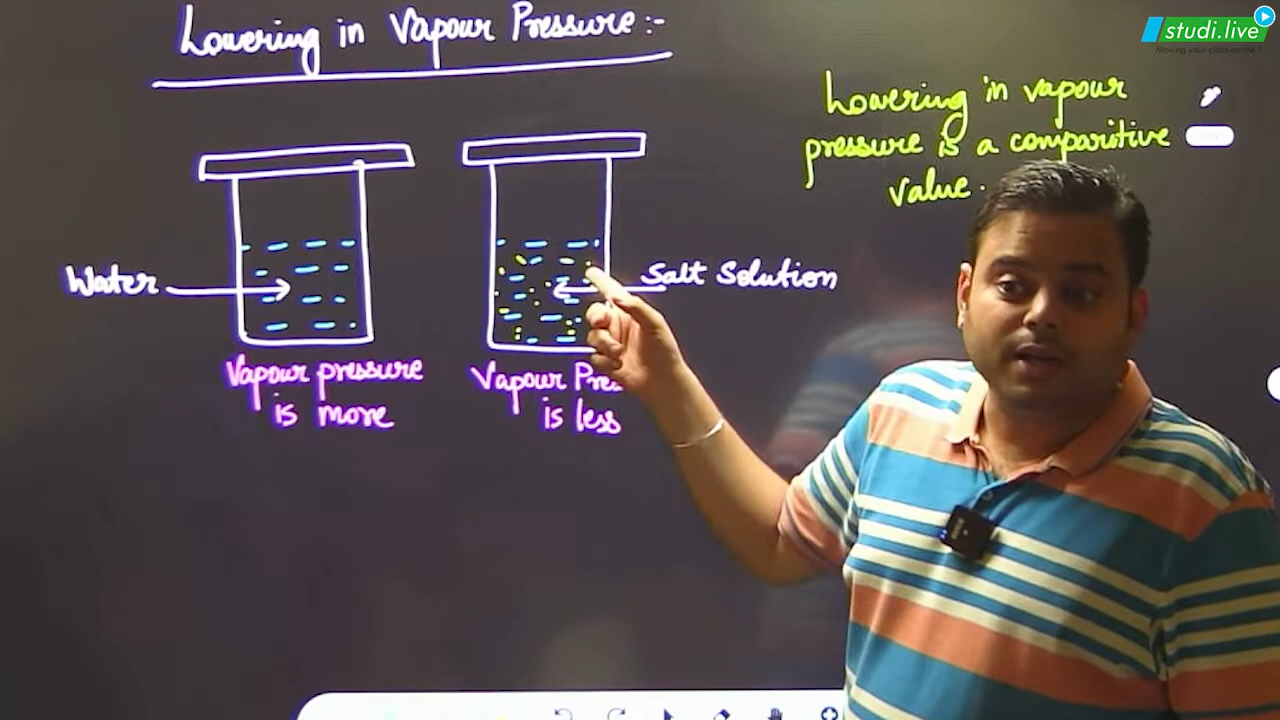 Lowering in Vapour Pressure:-
studi.live
Moving your class online !
Lowering in vapour
pressure is a comparitive
value.
Water
Salt Solution
Vapour pressure
is more
Vapour Pres
is less